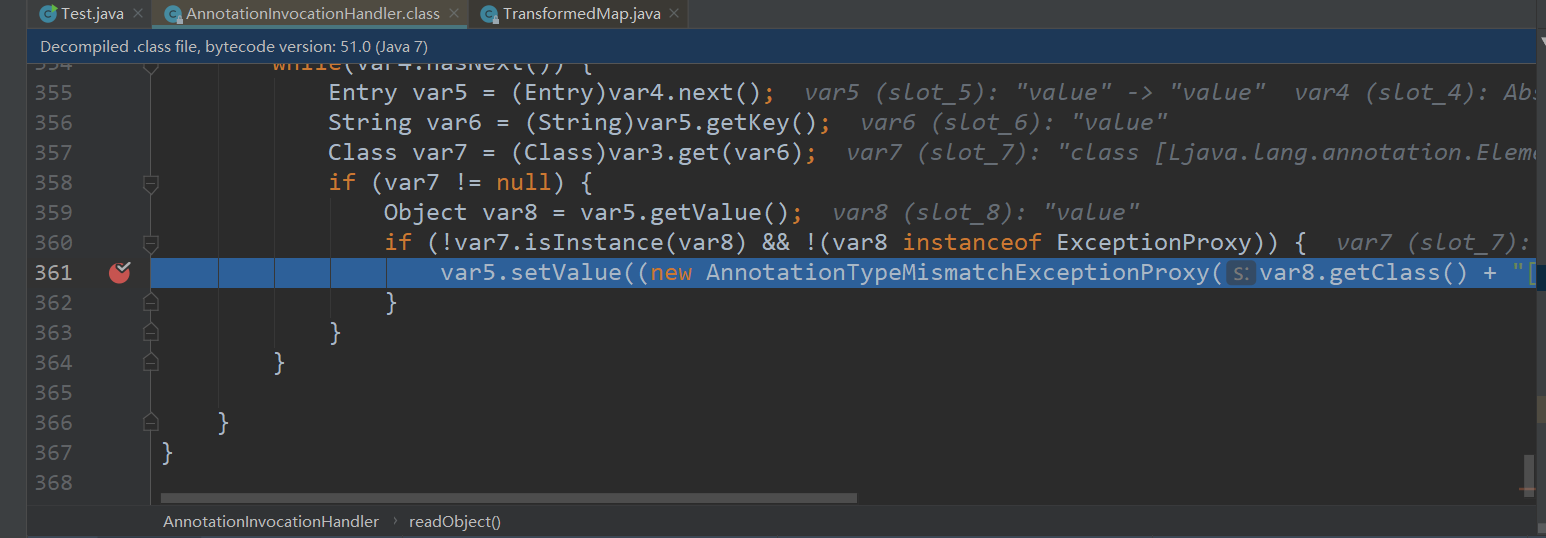 Test.java
AnnotationInvocationHandler.class
TransformedMap.java
Decompiled .class file, bytecode version: 51.0 (Java 7)
354 while(var4.hasNext()) {
355 Entry var5 = (Entry)var4.next(); var5 (slot_5): "value" -> "value" var4 (slot_4): Abs
356 String var6 = (String)var5.getKey(); var6 (slot_6): "value"
357 Class var7 = (Class)var3.get(var6); var7 (slot_7): "class [Ljava.lang.annotation.Eleme
358 if (var7 != null) {
359 Object var8 = var5.getValue(); var8 (slot_8): "value"
360 if (!var7.isInstance(var8) && !(var8 instanceof ExceptionProxy)) { var7 (slot_7):
361 var5.setValue((new AnnotationTypeMismatchExceptionProxy( s: var8.getClass() + "[
362 }
363 }
364 }
365
366 }
367 }
368
AnnotationInvocationHandler › readObject()